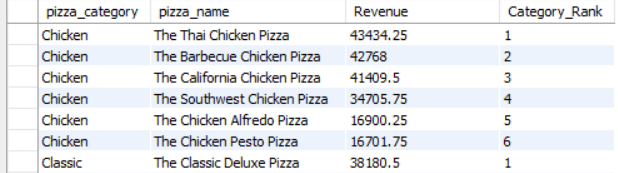 pizza_category pizza_name Revenue Category_Rank
Chicken The Thai Chicken Pizza 43434.25 1
Chicken The Barbecue Chicken Pizza 42768 2
Chicken The California Chicken Pizza 41409.5 3
Chicken The Southwest Chicken Pizza 34705.75 4
Chicken The Chicken Alfredo Pizza 16900.25 5
Chicken The Chicken Pesto Pizza 16701.75 6
Classic The Classic Deluxe Pizza 38180.5 1